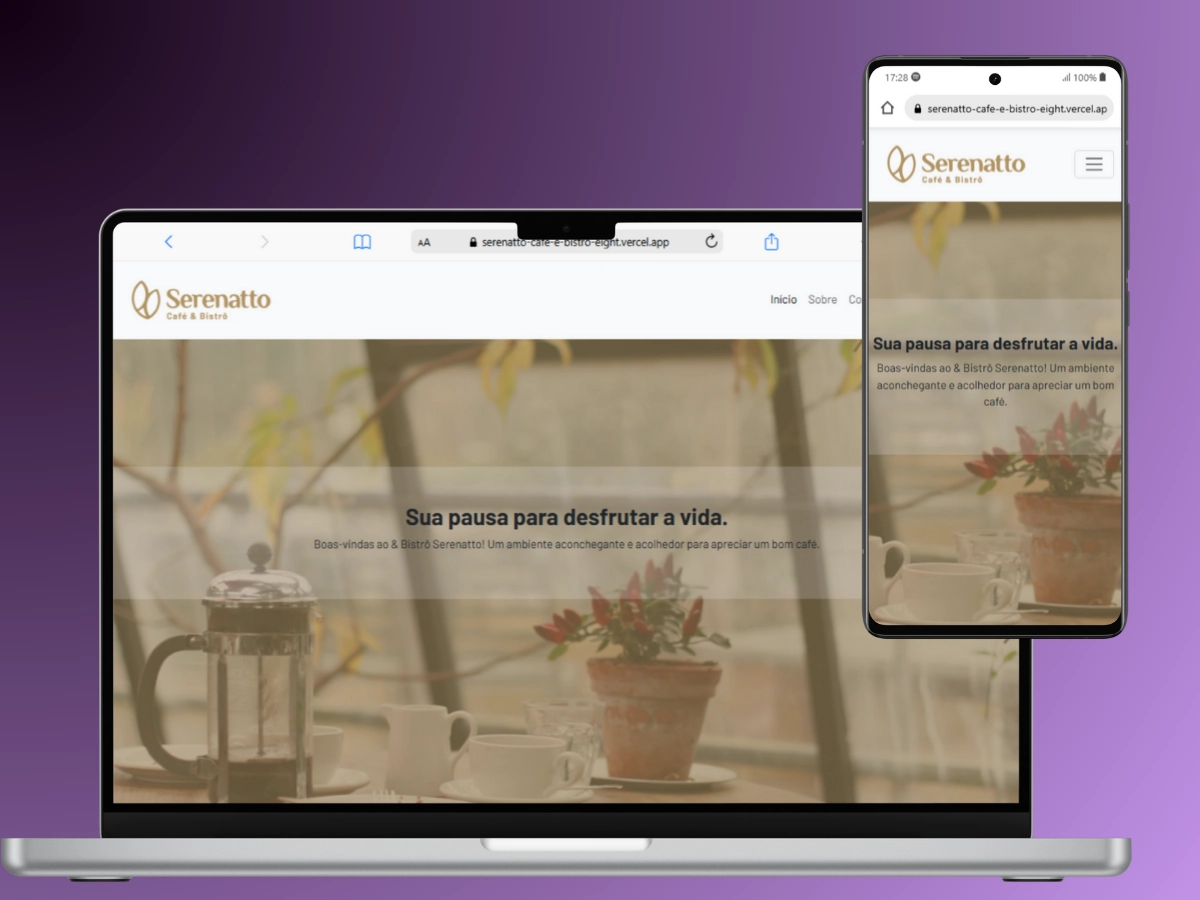 AA serenatto-cafe-e-bistro-eight.vercel.app
Serenatto
Café & Bistrô
Início Sobre Co
Sua pausa para desfrutar a vida.
Boas-vindas ao & Bistrô Serenatto! Um ambiente aconchegante e acolhedor para apreciar um bom café.
17:28 100%
serenatto-cafe-e-bistro-eight.vercel.ap
Serenatto
Café & Bistrô
Sua pausa para desfrutar a vida.
Boas-vindas ao & Bistrô Serenatto! Um ambiente
aconchegante e acolhedor para apreciar um bom
café.